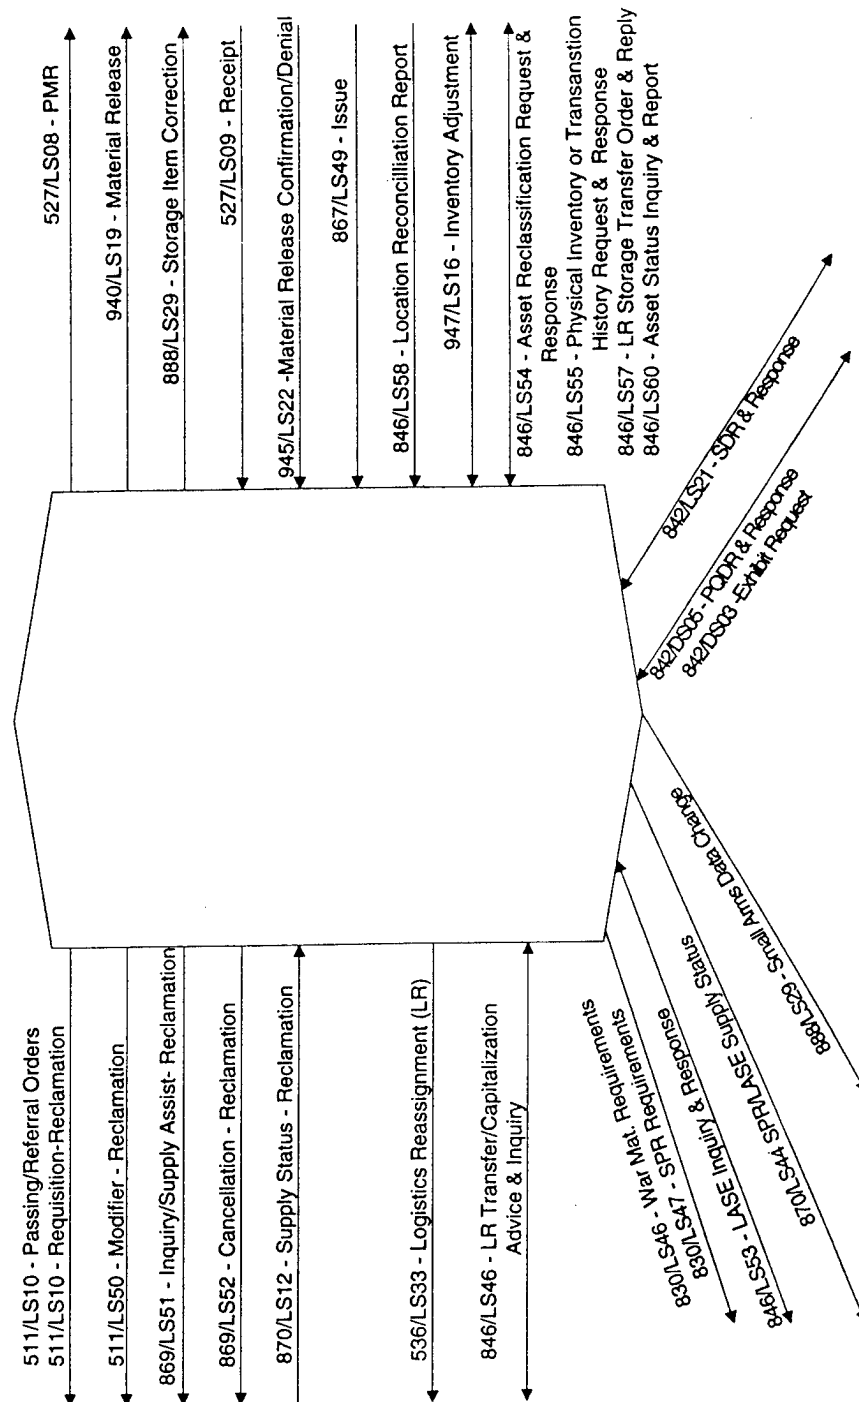 527/LS08 - PMR
940/LS19 - Material Release
888/LS29 - Storage Item Correction
527/LS09 - Receipt
945/LS22 -Material Release Confirmation/Denial
867/LS49 - Issue
846/LS58 - Location Reconcilliation Report
947/LS16 - Inventory Adjustment
846/LS54 - Asset Reclassification Request &
Response
846/LS55 - Physical Inventory or Transanstion
History Request & Response
846/LS57 - LR Storage Transfer Order & Reply
846/LS60 - Asset Status Inquiry & Report
842/LS21 - SDR & Response
842/DS05 - PQDR & Response
842/DS03 -Exhibit Request
511/LS10 - Passing/Referral Orders
511/LS10 - Requisition-Reclamation
511/LS50 - Modifier - Reclamation
869/LS51 - Inquiry/Supply Assist- Reclamation
869/LS52 - Cancellation - Reclamation
870/LS12 - Supply Status - Reclamation
536/LS33 - Logistics Reassignment (LR)
846/LS46 - LR Transfer/Capitalization
Advice & Inquiry
830/LS46 - War Mat. Requirements
830/LS47 - SPR Requirements
846/LS53 - LASE Inquiry & Response
870/LS44 SPR/LASE Supply Status
888/LS29 - Small Arms Data Change